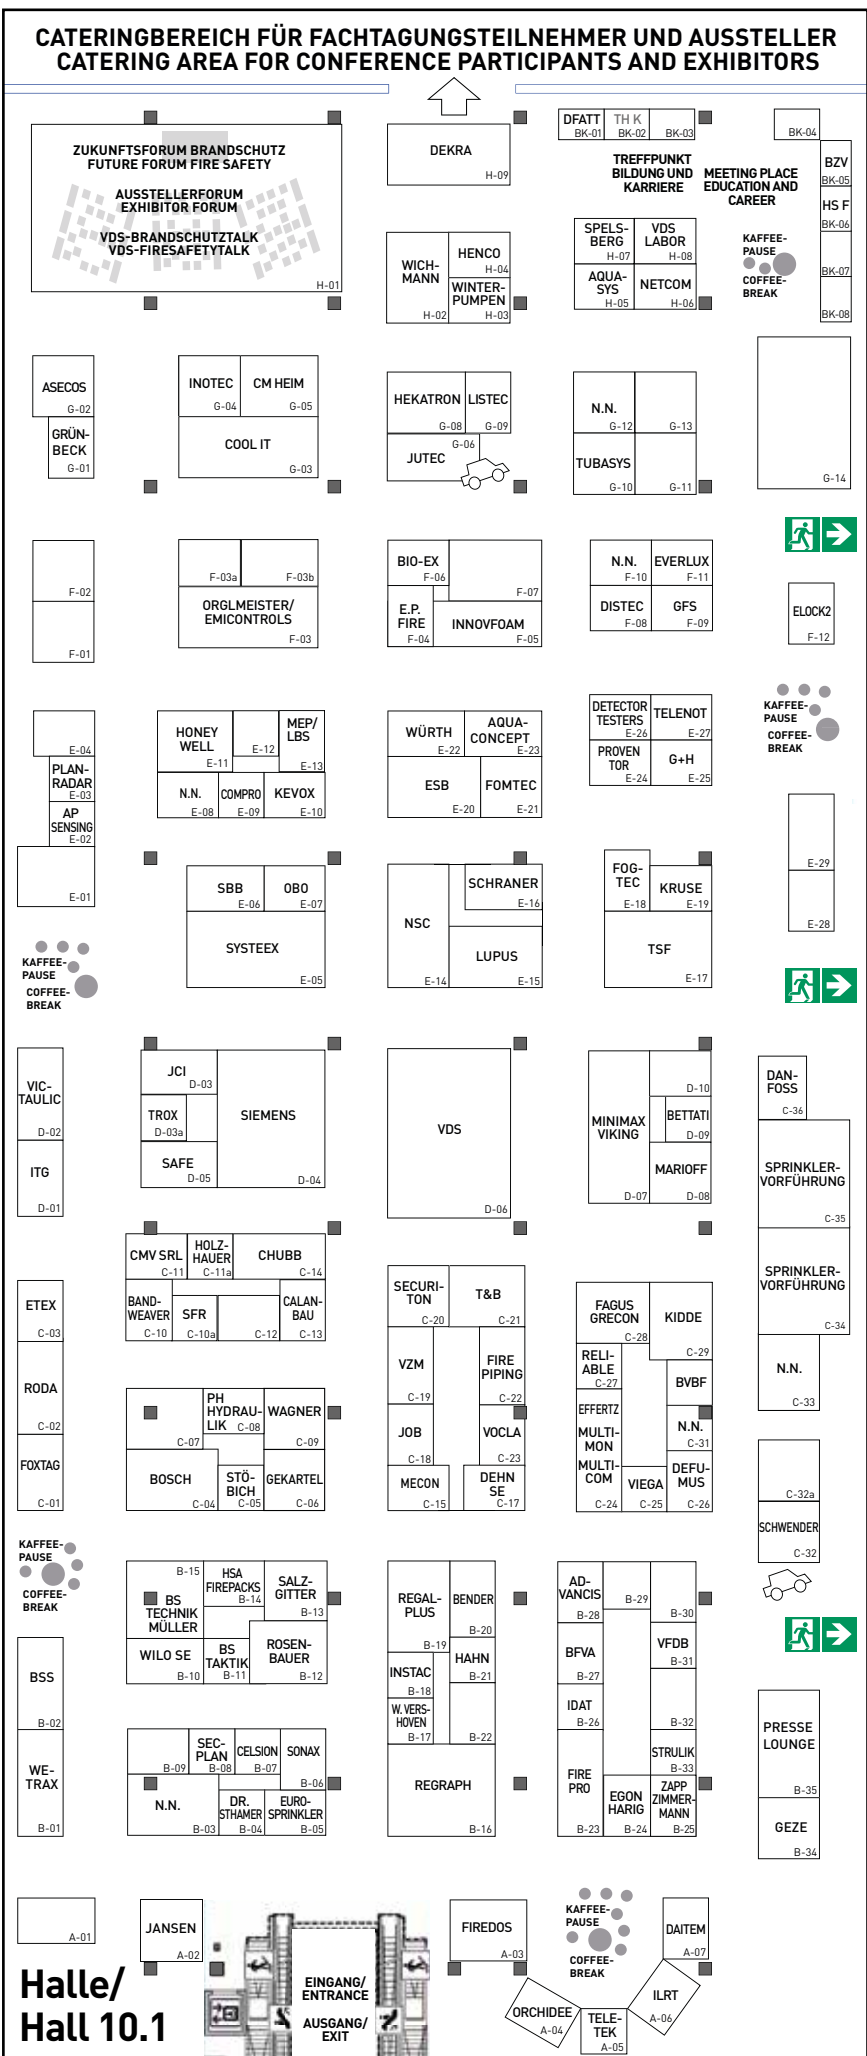 CATERINGBEREICH FÜR FACHTAGUNGSTEILNEHMER UND AUSSTELLER
CATERING AREA FOR CONFERENCE PARTICIPANTS AND EXHIBITORS
ZUKUNFTSFORUM BRANDSCHUTZ
FUTURE FORUM FIRE SAFETY
AUSSTELLERFORUM
EXHIBITOR FORUM
VDS-BRANDSCHUTZTALK
VDS-FIRESAFETYTALK
H-01
DEKRA
H-09
DFATT
BK-01
TH K
BK-02
BK-03
BK-04
TREFFPUNKT
BILDUNG UND
KARRIERE
MEETING PLACE
EDUCATION AND
CAREER
BZV
BK-05
HS F
BK-06
BK-07
BK-08
KAFFEE-
PAUSE
COFFEE-
BREAK
WICH-
MANN
H-02
HENCO
H-04
WINTER-
PUMPEN
H-03
SPELS-
BERG
H-07
VDS
LABOR
H-08
AQUA-
SYS
H-05
NETCOM
H-06
ASECOS
G-02
GRÜN-
BECK
G-01
INOTEC
G-04
CM HEIM
G-05
COOL IT
G-03
HEKATRON
G-08
LISTEC
G-09
G-06
JUTEC
N.N.
G-12
G-13
TUBASYS
G-10
G-11
G-14
F-02
F-01
F-03a
F-03b
ORGLMEISTER/
EMICONTROLS
F-03
BIO-EX
F-06
F-07
E.P.
FIRE
F-04
INNOVFOAM
F-05
N.N.
F-10
EVERLUX
F-11
DISTEC
F-08
GFS
F-09
ELOCK2
F-12
KAFFEE-
PAUSE
COFFEE-
BREAK
E-04
PLAN-
RADAR
E-03
AP
SENSING
E-02
E-01
HONEY
WELL
E-11
E-12
MEP/
LBS
E-13
N.N.
E-08
COMPRO
E-09
KEVOX
E-10
WÜRTH
E-22
AQUA-
CONCEPT
E-23
ESB
E-20
FOMTEC
E-21
DETECTOR
TESTERS
E-26
TELENOT
E-27
PROVEN
TOR
E-24
G+H
E-25
E-29
E-28
SBB
E-06
OBO
E-07
SYSTEEX
E-05
NSC
E-14
SCHRANER
E-16
LUPUS
E-15
FOG-
TEC
E-18
KRUSE
E-19
TSF
E-17
KAFFEE-
PAUSE
COFFEE-
BREAK
VIC-
TAULIC
D-02
ITG
D-01
JCI
D-03
TROX
D-03a
SAFE
D-05
SIEMENS
D-04
VDS
D-06
MINIMAX
VIKING
D-07
D-10
BETTATI
D-09
MARIOFF
D-08
DAN-
FOSS
C-36
SPRINKLER-
VORFÜHRUNG
C-35
SPRINKLER-
VORFÜHRUNG
C-34
N.N.
C-33
ETEX
C-03
RODA
C-02
FOXTAG
C-01
CMV SRL
C-11
HOLZ-
HAUER
C-11a
CHUBB
C-14
BAND-
WEAVER
C-10
SFR
C-10a
C-12
CALAN-
BAU
C-13
SECURI-
TON
C-20
T&B
C-21
VZM
C-19
FIRE
PIPING
C-22
JOB
C-18
VOCLA
C-23
MECON
C-15
DEHN
SE
C-17
FAGUS
GRECON
C-28
KIDDE
C-29
RELI-
ABLE
C-27
BVBF
EFFERTZ
MULTI-
MON
MULTI-
COM
C-24
N.N.
C-31
VIEGA
C-25
DEFU-
MUS
C-26
C-07
PH
HYDRAU-
LIK
C-08
WAGNER
C-09
BOSCH
C-04
STÖ-
BICH
C-05
GEKARTEL
C-06
C-32a
SCHWENDER
C-32
KAFFEE-
PAUSE
COFFEE-
BREAK
BSS
B-02
WE-
TRAX
B-01
B-15
BS
TECHNIK
MÜLLER
HSA
FIREPACKS
B-14
SALZ-
GITTER
B-13
WILO SE
B-10
BS
TAKTIK
B-11
ROSEN-
BAUER
B-12
REGAL-
PLUS
B-19
BENDER
B-20
INSTAC
B-18
HAHN
B-21
W. VERS-
HOVEN
B-17
B-22
REGRAPH
B-16
AD-
VANCIS
B-28
B-29
B-30
BFVA
B-27
VFDB
B-31
IDAT
B-26
B-32
FIRE
PRO
B-23
STRULIK
B-33
EGON
HARIG
B-24
ZAPP
ZIMMER-
MANN
B-25
B-09
SEC-
PLAN
B-08
CELSION
B-07
SONAX
B-06
N.N.
B-03
DR.
STHAMER
B-04
EURO-
SPRINKLER
B-05
PRESSE
LOUNGE
B-35
GEZE
B-34
A-01
JANSEN
A-02
FIREDOS
A-03
KAFFEE-
PAUSE
COFFEE-
BREAK
DAITEM
A-07
ORCHIDEE
A-04
TELE-
TEK
A-05
ILRT
A-06
EINGANG/
ENTRANCE
AUSGANG/
EXIT
Halle/
Hall 10.1